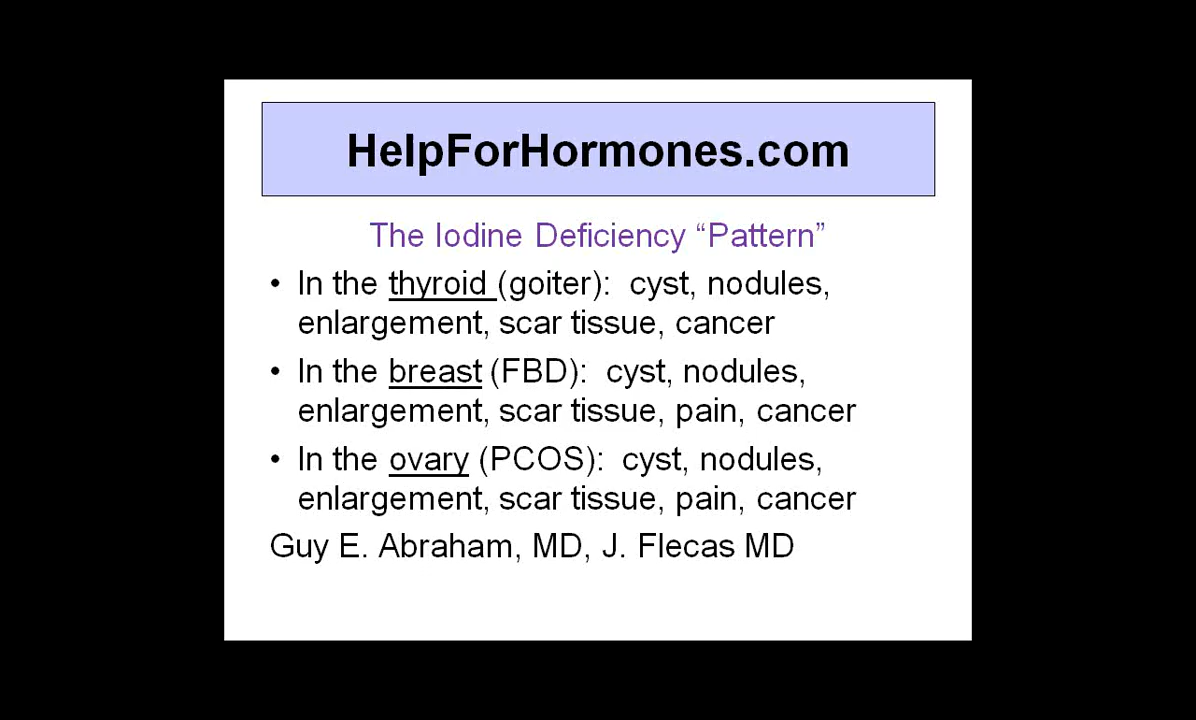 HelpForHormones.com
The Iodine Deficiency “Pattern”
• In the thyroid (goiter):  cyst, nodules,
enlargement, scar tissue, cancer
• In the breast (FBD):  cyst, nodules,
enlargement, scar tissue, pain, cancer
• In the ovary (PCOS):  cyst, nodules,
enlargement, scar tissue, pain, cancer
Guy E. Abraham, MD, J. Flecas MD